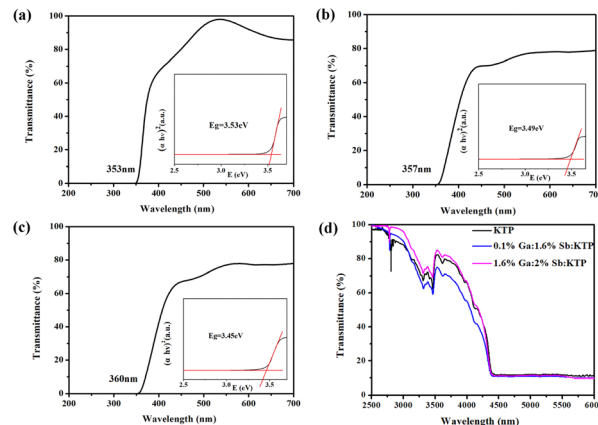 (a)
Transmittance (%)
100
80
60
40
20
0
200 300 400 500 600 700
Wavelength (nm)
353nm
(α hν)²(a.u.)
Eg=3.53eV
2.5 3.0 3.5
E (eV)
(b)
Transmittance (%)
100
80
60
40
20
0
200 300 400 500 600 700
Wavelength (nm)
357nm
(α hν)²(a.u.)
Eg=3.49eV
2.5 3.0 3.5
E (eV)
(c)
Transmittance (%)
100
80
60
40
20
0
200 300 400 500 600 700
Wavelength (nm)
360nm
(α hν)²(a.u.)
Eg=3.45eV
2.5 3.0 3.5
E (eV)
(d)
Transmittance (%)
100
80
60
40
20
0
2500 3000 3500 4000 4500 5000 5500 6000
Wavelength (nm)
KTP
0.1% Ga:1.6% Sb:KTP
1.6% Ga:2% Sb:KTP